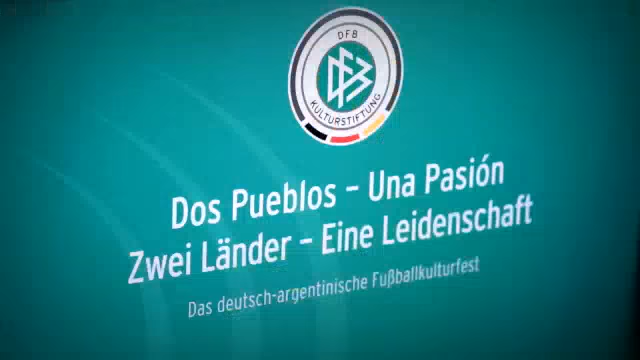 DFB
KULTURSTIFTUNG
Dos Pueblos – Una Pasión
Zwei Länder – Eine Leidenschaft
Das deutsch-argentinische Fußballkulturfest